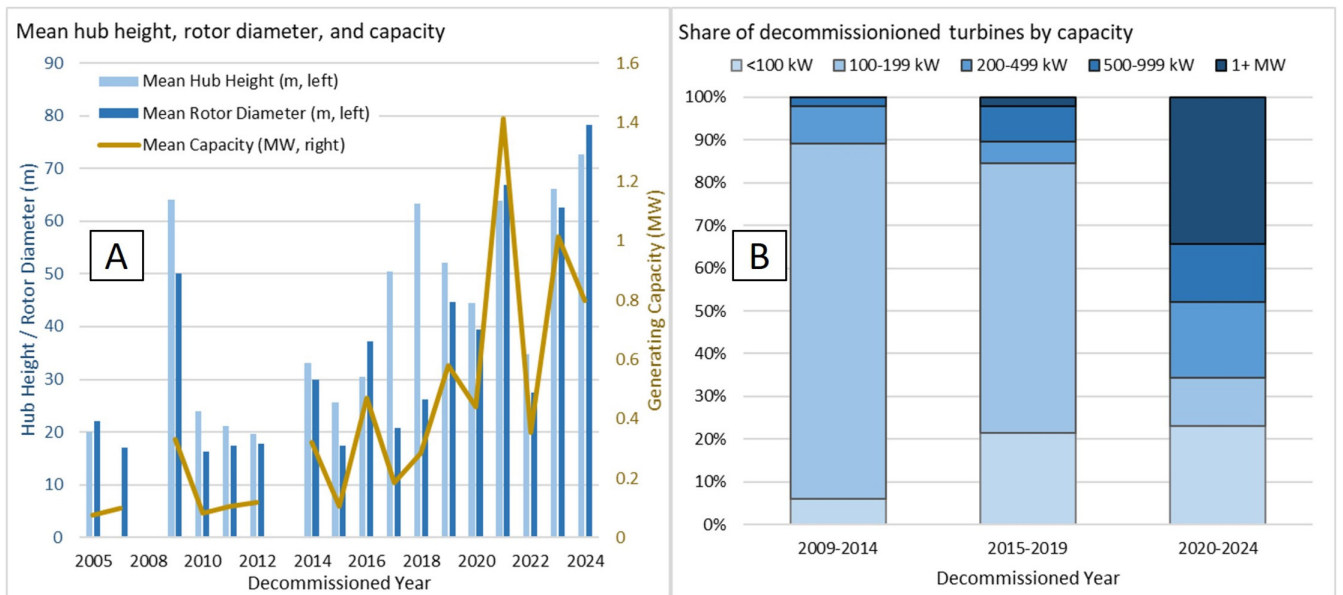 Mean hub height, rotor diameter, and capacity
90
80
70
60
50
40
30
20
10
0
Hub Height / Rotor Diameter (m)
Mean Hub Height (m, left)
Mean Rotor Diameter (m, left)
Mean Capacity (MW, right)
A
1.6
1.4
1.2
1
0.8
0.6
0.4
0.2
0
Generating Capacity (MW)
2005 2008 2010 2012 2014 2016 2018 2020 2022 2024
Decommissioned Year
Share of decommissionioned turbines by capacity
<100 kW 100-199 kW 200-499 kW 500-999 kW 1+ MW
100%
90%
80%
70%
60%
50%
40%
30%
20%
10%
0%
B
2009-2014 2015-2019 2020-2024
Decommissioned Year